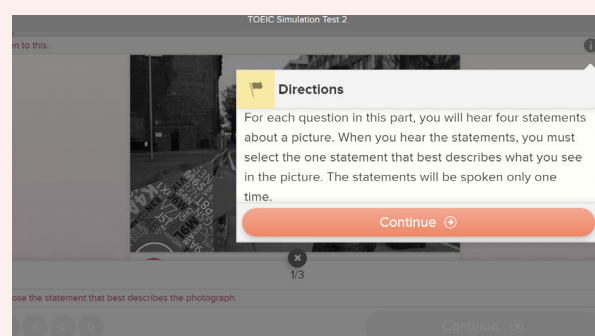 TOEIC Simulation Test 2
en to this.
Directions
For each question in this part, you will hear four statements
about a picture. When you hear the statements, you must
select the one statement that best describes what you see
in the picture. The statements will be spoken only one
time.
Continue
1/3
ose the statement that best describes the photograph.
B C D
Continue